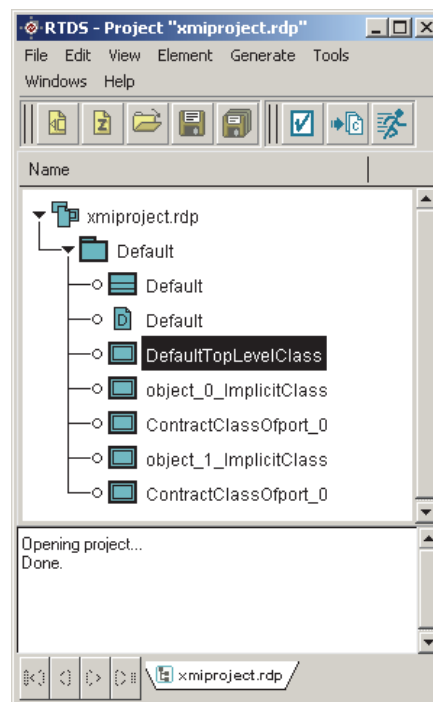 RTDS - Project "xmiproject.rdp"
File Edit View Element Generate Tools
Windows Help
Name
xmiproject.rdp
Default
Default
D Default
DefaultTopLevelClass
object_0_ImplicitClass
ContractClassOfport_0
object_1_ImplicitClass
ContractClassOfport_0
Opening project...
Done.
xmiproject.rdp